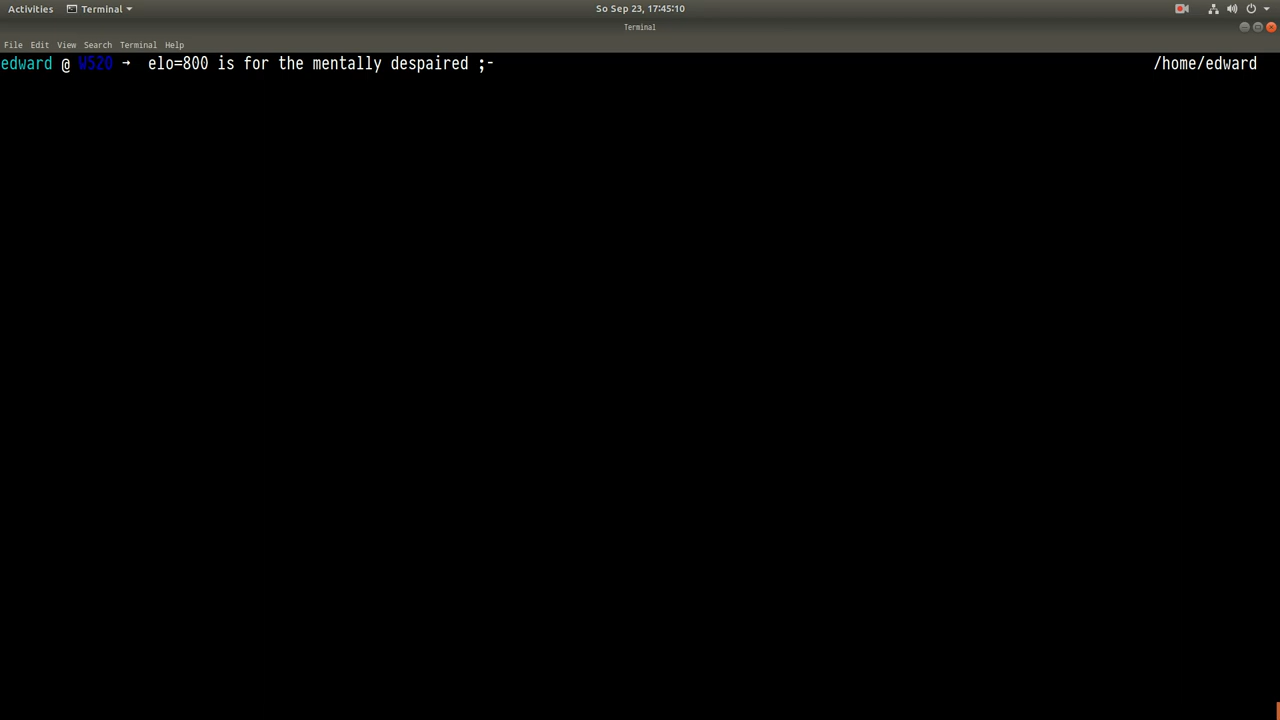 Activities Terminal So Sep 23, 17:45:10
Terminal
File Edit View Search Terminal Help
edward @ W520 → elo=800 is for the mentally despaired ;- /home/edward